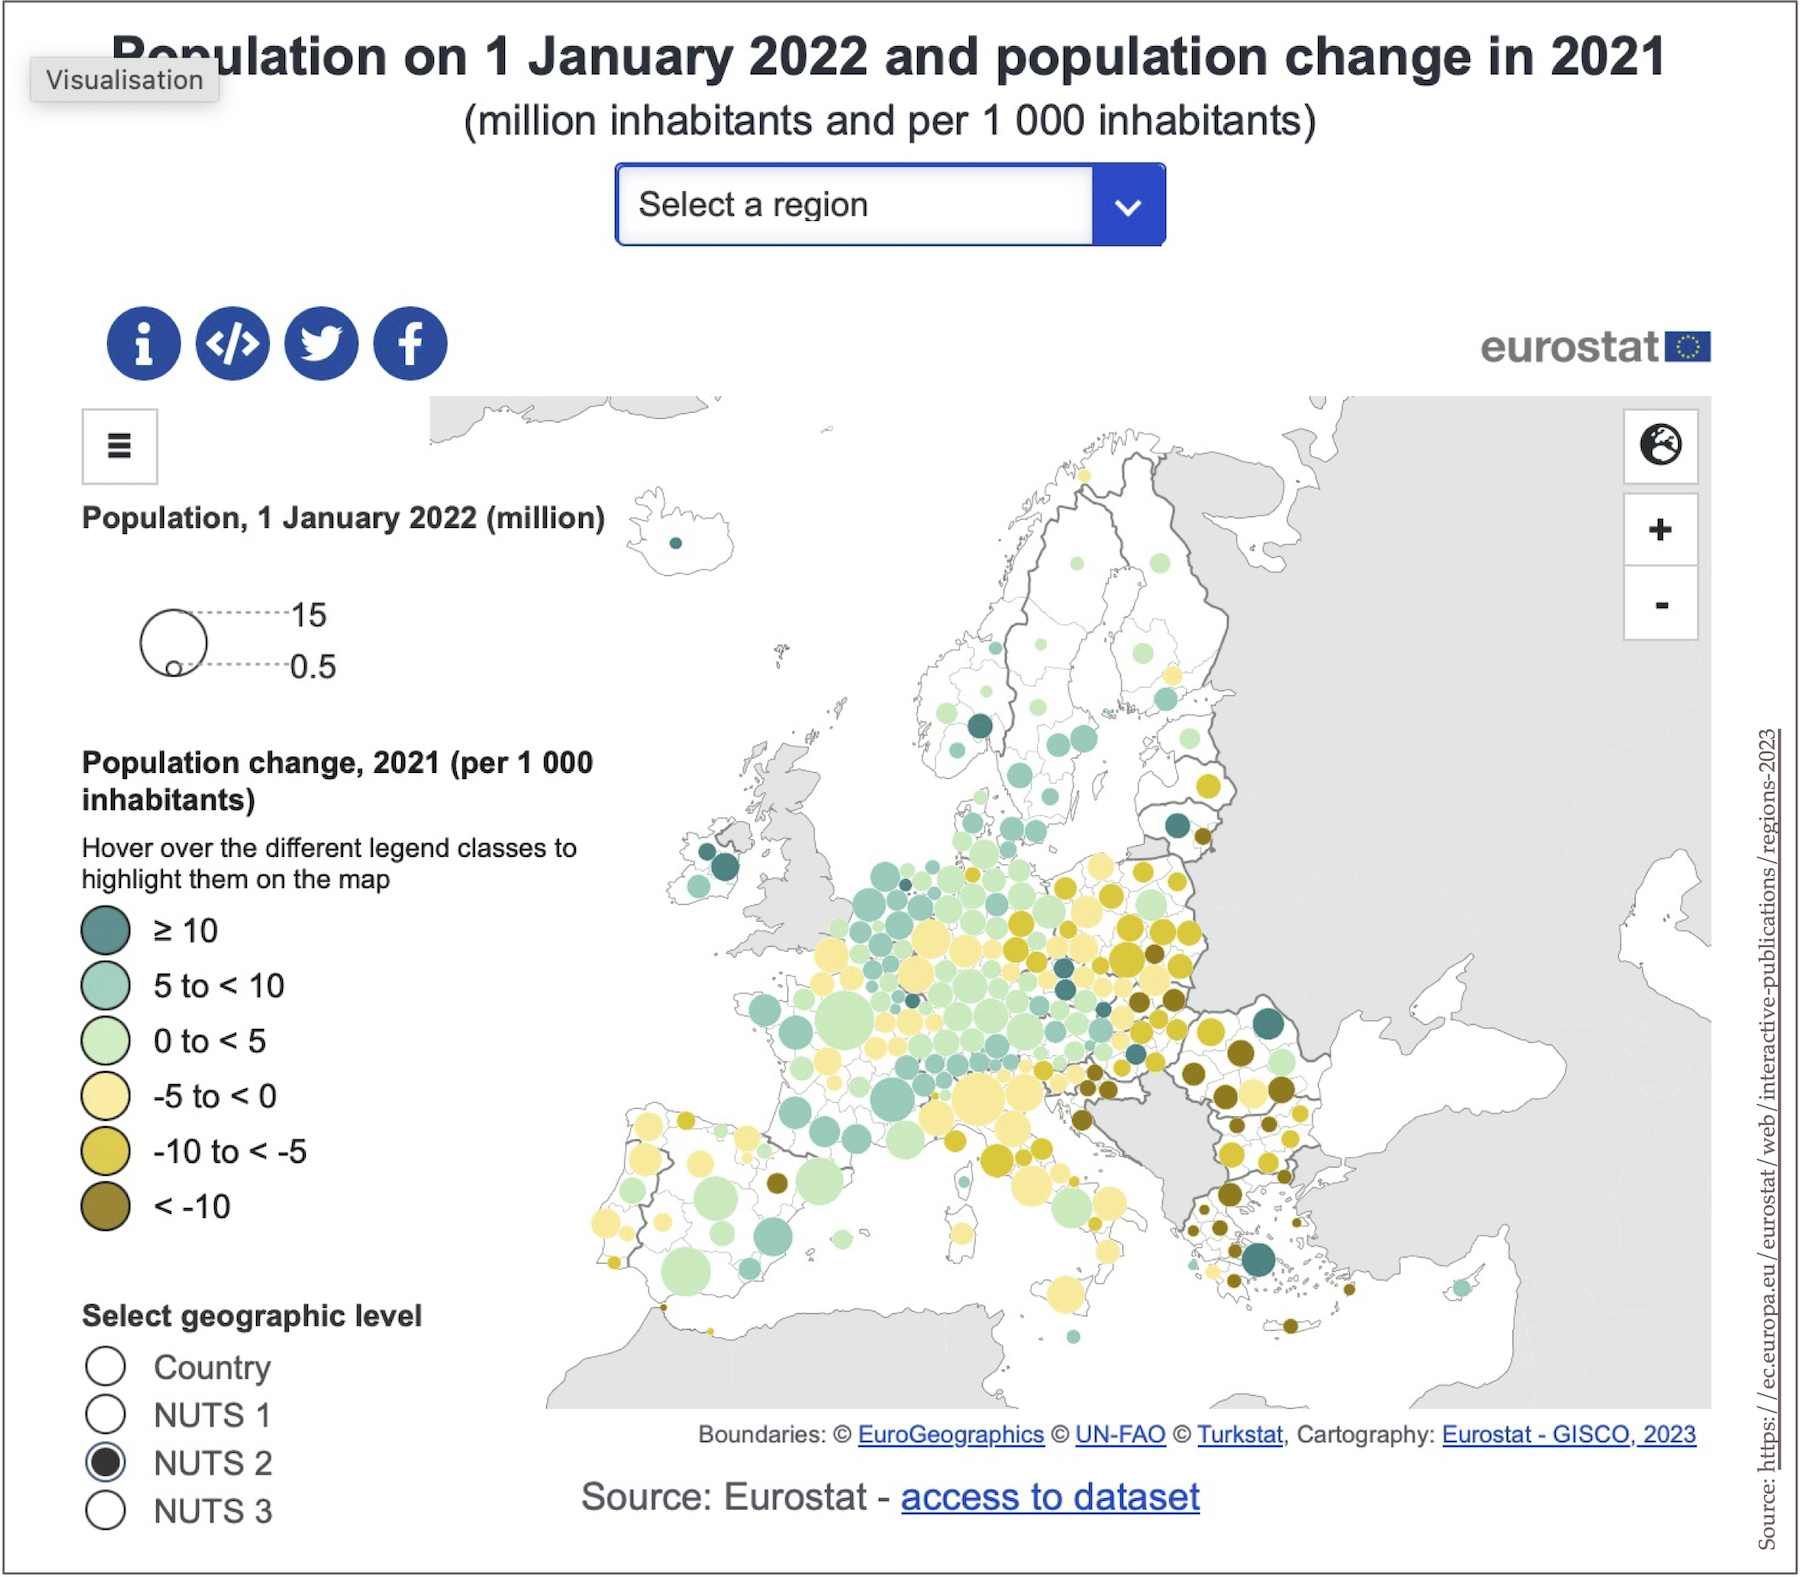 Population on 1 January 2022 and population change in 2021
Visualisation
(million inhabitants and per 1 000 inhabitants)
Select a region
eurostat
Population, 1 January 2022 (million)
15
0.5
Population change, 2021 (per 1 000
inhabitants)
Hover over the different legend classes to
highlight them on the map
≥ 10
5 to < 10
0 to < 5
-5 to < 0
-10 to < -5
< -10
Select geographic level
Country
NUTS 1
NUTS 2
NUTS 3
+
-
Boundaries: © EuroGeographics © UN-FAO © Turkstat, Cartography: Eurostat - GISCO, 2023
Source: Eurostat - access to dataset
Source: https://ec.europa.eu/eurostat/web/interactive-publications/regions-2023